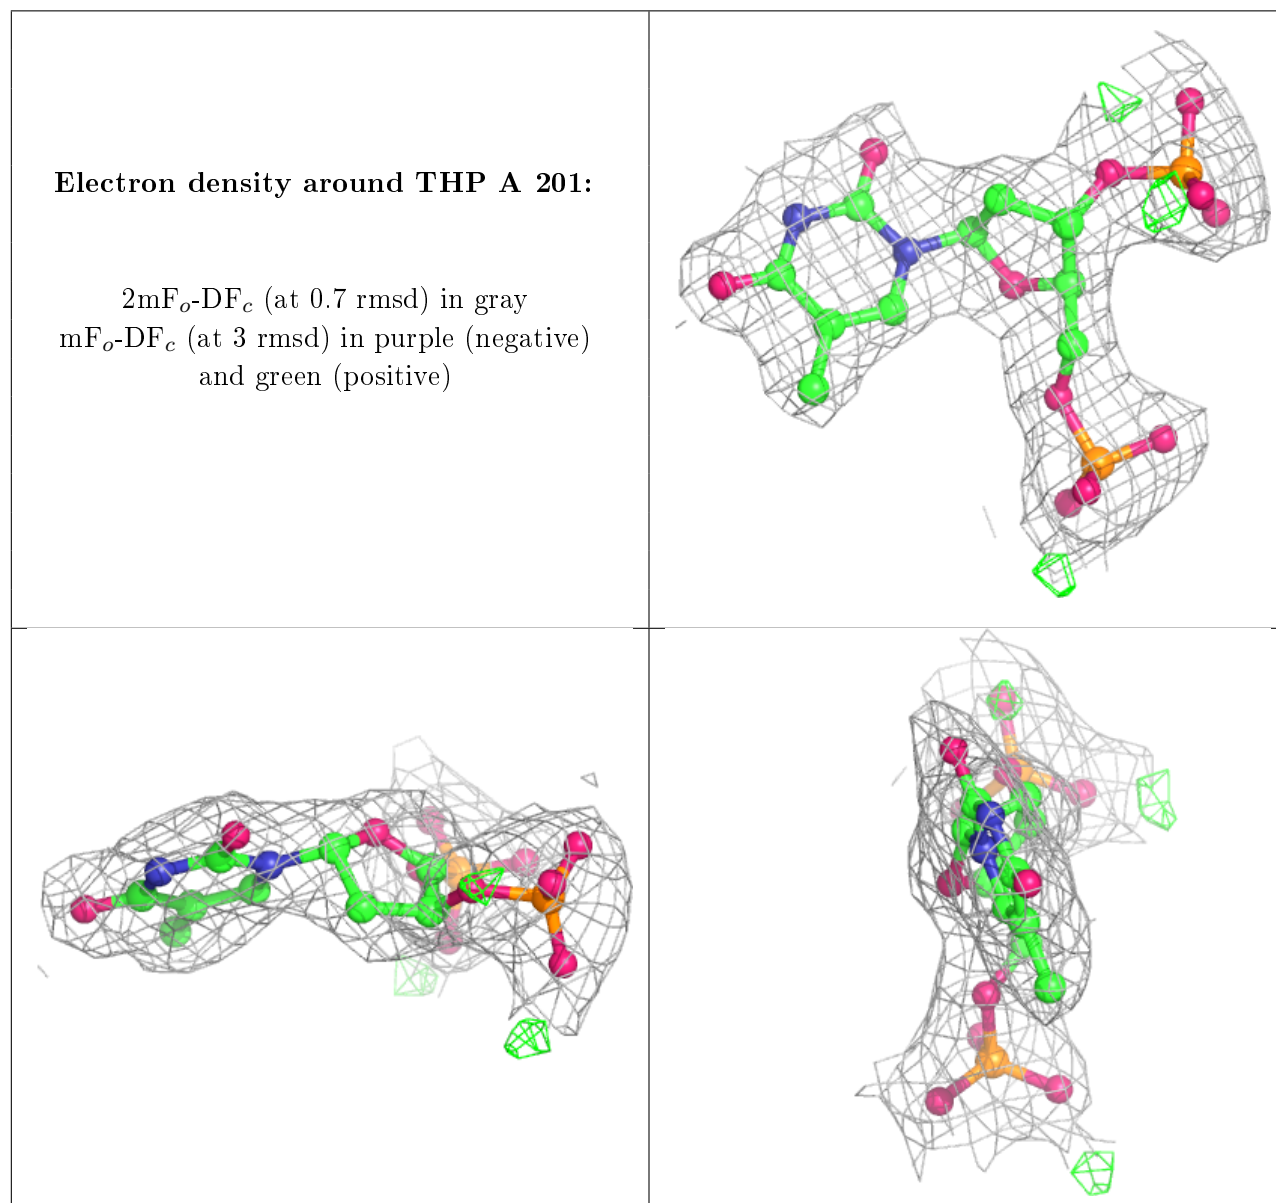 Electron density around THP A 201:
2mFo-DFc (at 0.7 rmsd) in gray
mFo-DFc (at 3 rmsd) in purple (negative)
and green (positive)